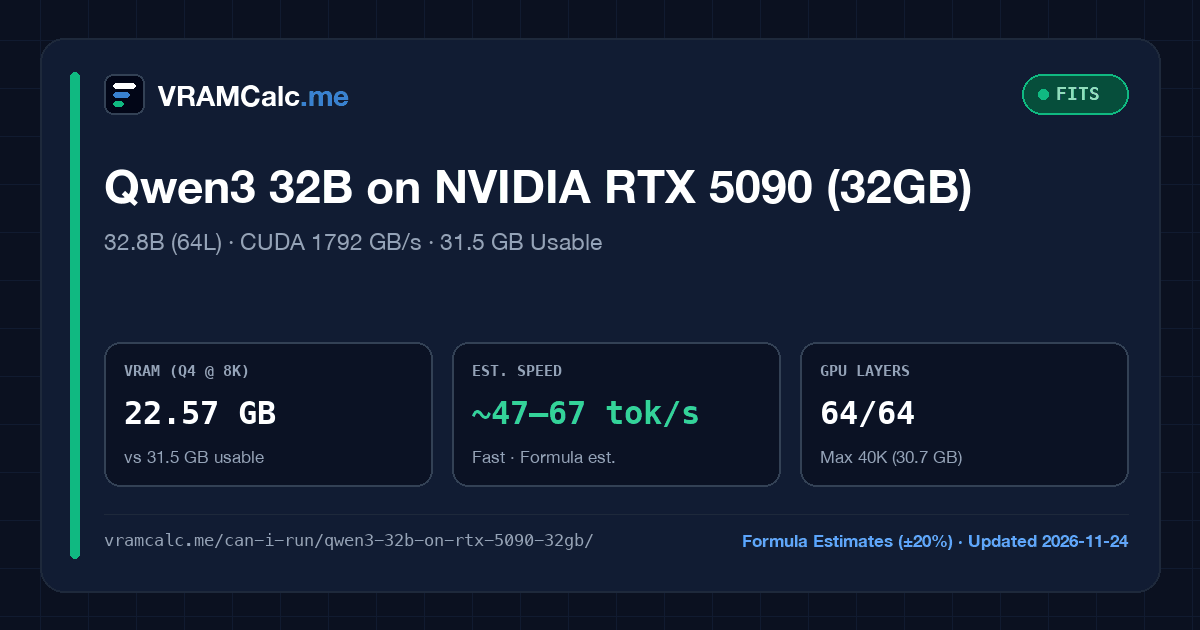 VRAMCalc.me
FITS
Qwen3 32B on NVIDIA RTX 5090 (32GB)
32.8B (64L) · CUDA 1792 GB/s · 31.5 GB Usable
VRAM (Q4 @ 8K)
22.57 GB
vs 31.5 GB usable
EST. SPEED
~47–67 tok/s
Fast · Formula est.
GPU LAYERS
64/64
Max 40K (30.7 GB)
vramcalc.me/can-i-run/qwen3-32b-on-rtx-5090-32gb/
Formula Estimates (±20%) · Updated 2026-11-24